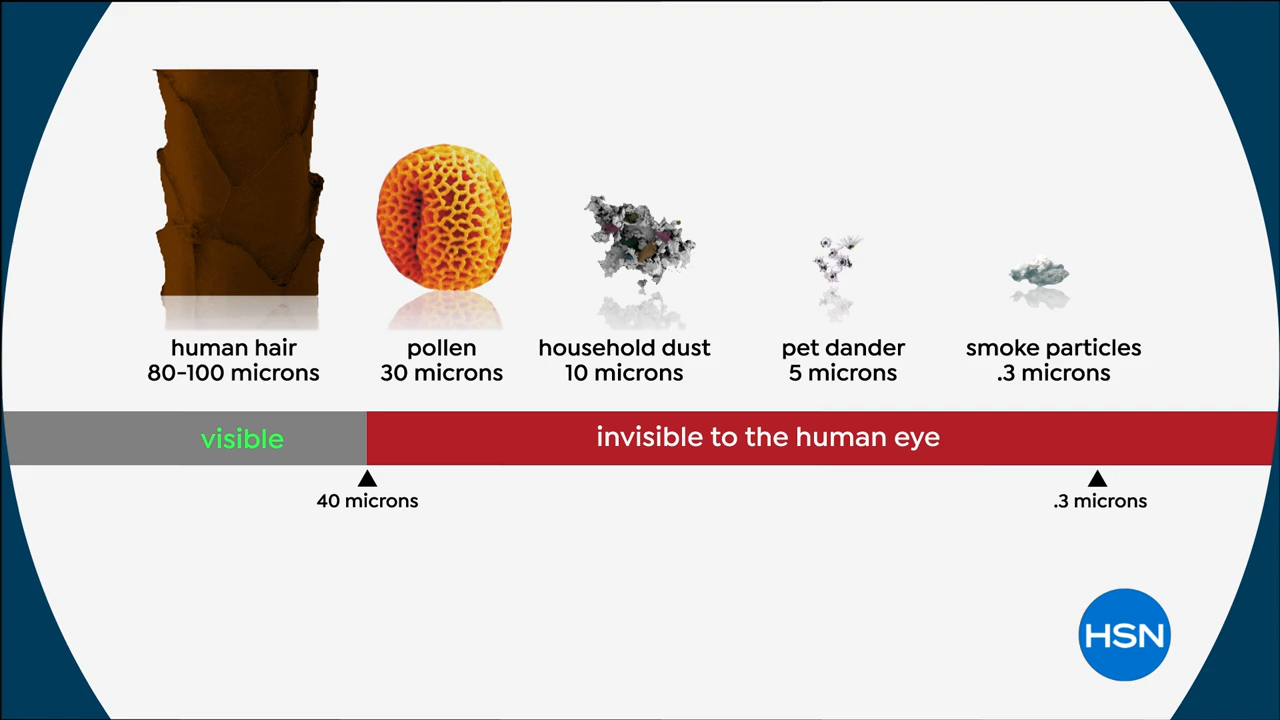 human hair
80-100 microns
pollen
30 microns
household dust
10 microns
pet dander
5 microns
smoke particles
.3 microns
visible
invisible to the human eye
40 microns
.3 microns
HSN